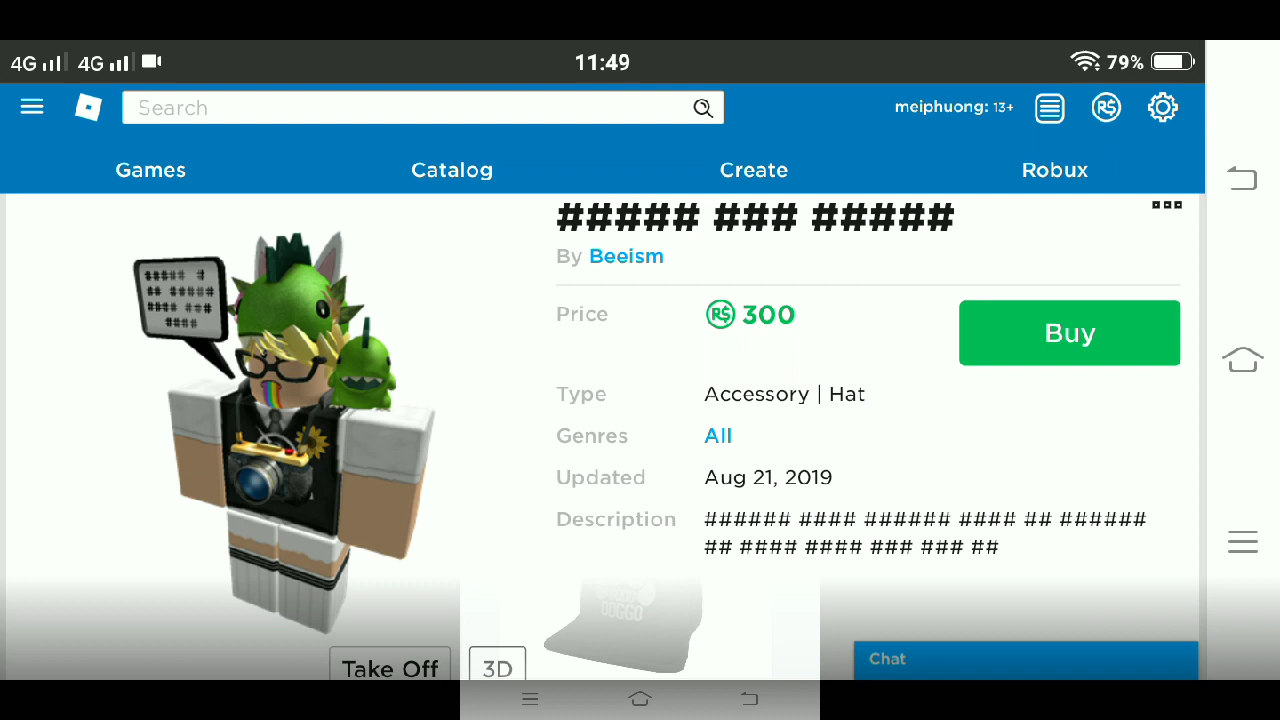 4G 4G 11:49 79%
Search
meiphuong: 13+
Games Catalog Create Robux
##### ### #####
By Beeism
Price R$ 300
Buy
Type Accessory | Hat
Genres All
Updated Aug 21, 2019
Description ###### #### ###### #### ## ######
## #### #### ### ### ##
##### #
## #####
#### ###
####
DOGGO
Take Off 3D
Chat